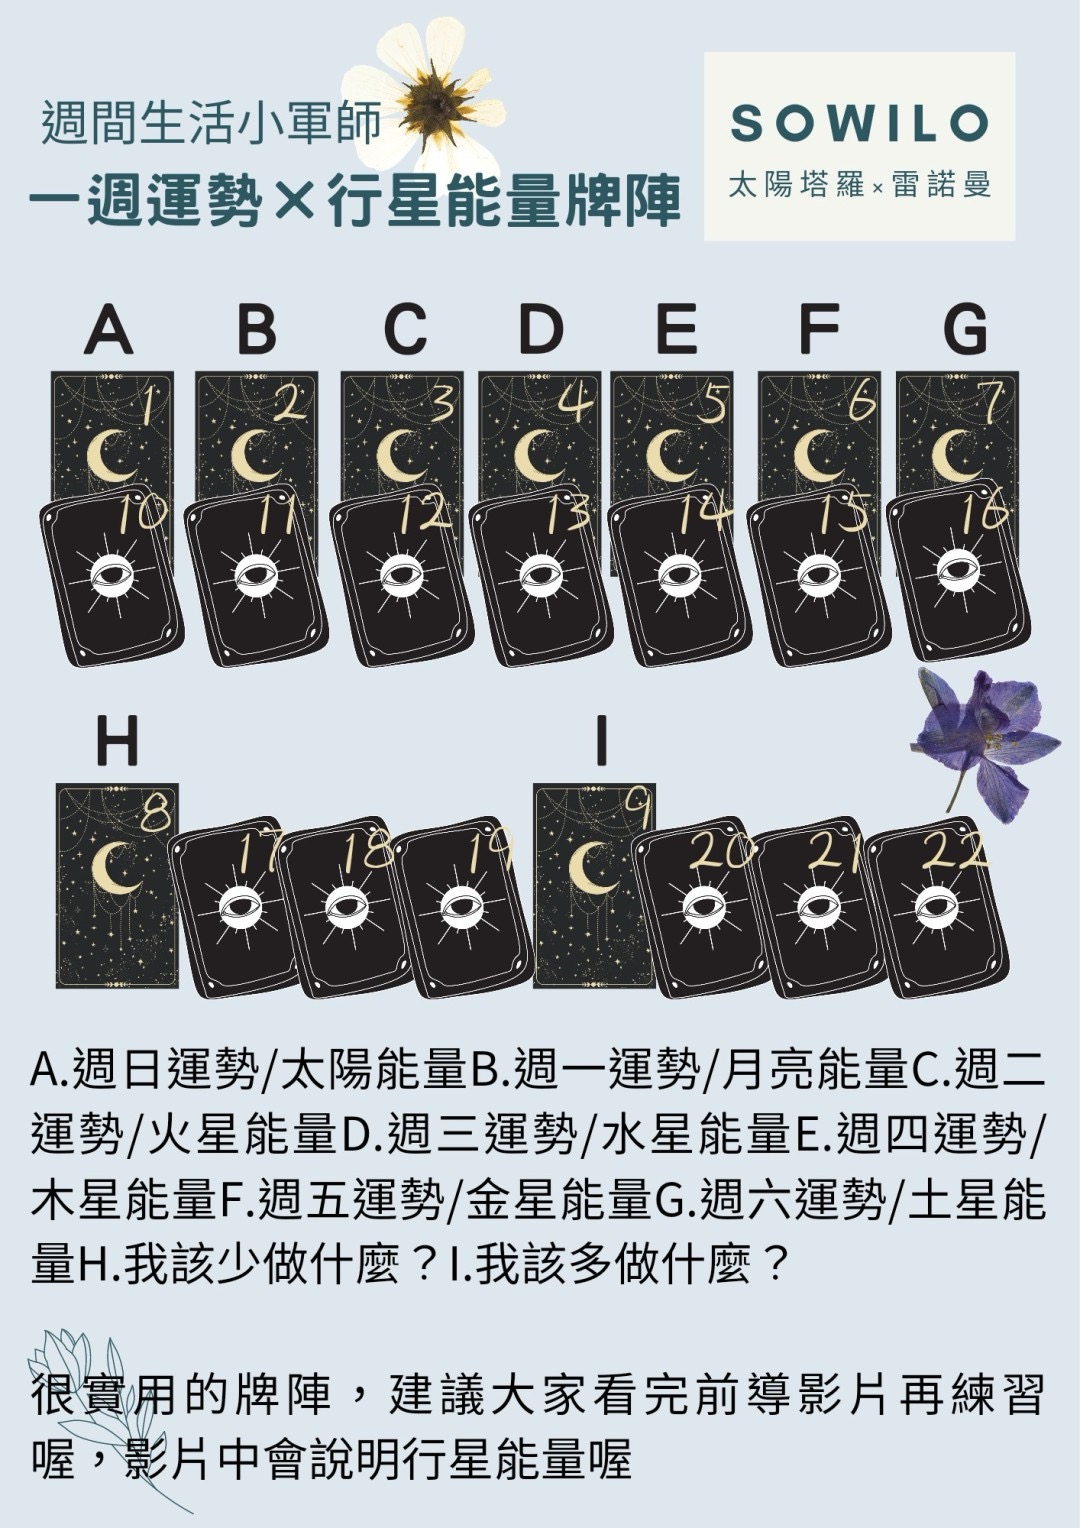 週間生活小軍師
一週運勢×行星能量牌陣
SOWILO
太陽塔羅×雷諾曼
A B C D E F G
1 2 3 4 5 6 7
10 11 12 13 14 15 16
H I
8 17 18 19 9 20 21 22
A.週日運勢/太陽能量B.週一運勢/月亮能量C.週二
運勢/火星能量D.週三運勢/水星能量E.週四運勢/
木星能量F.週五運勢/金星能量G.週六運勢/土星能
量H.我該少做什麼？I.我該多做什麼？
很實用的牌陣，建議大家看完前導影片再練習
喔，影片中會說明行星能量喔